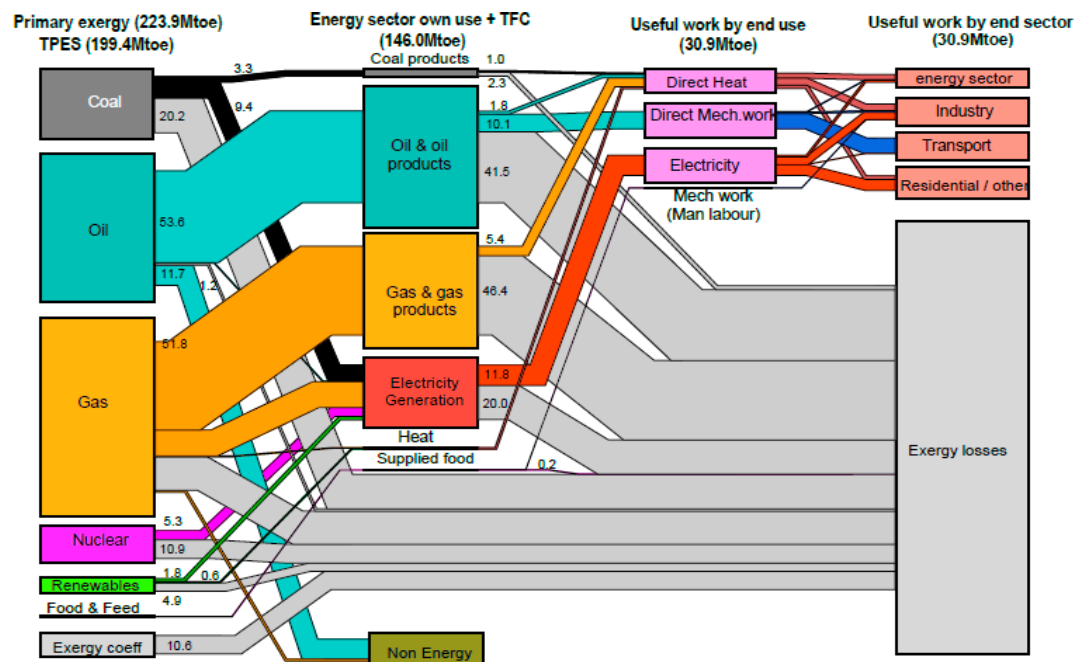 Primary exergy (223.9Mtoe)
TPES (199.4Mtoe)
Energy sector own use + TFC
(146.0Mtoe)
Useful work by end use
(30.9Mtoe)
Useful work by end sector
(30.9Mtoe)
Coal products
3.3
1.0
Coal
9.4
20.2
2.3
1.8
10.1
Direct Heat
energy sector
Direct Mech.work
Industry
Oil & oil
products
Transport
Electricity
41.5
Mech work
(Man labour)
Residential / other
Oil
53.6
11.7
1.2
5.4
Gas & gas
products
46.4
51.8
Gas
Electricity
Generation
11.8
20.0
Heat
Supplied food
0.2
Exergy losses
5.3
Nuclear
10.9
1.8
0.6
Renewables
4.9
Food & Feed
Exergy coeff
10.6
Non Energy